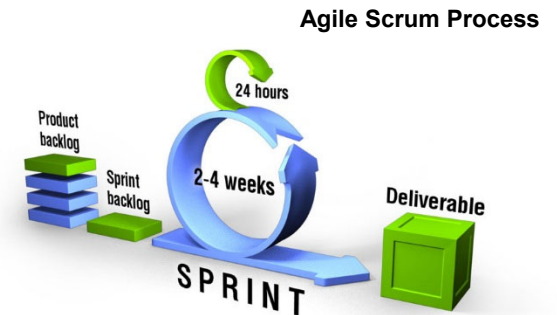 Agile Scrum Process
24 hours
Product
backlog
Sprint
backlog
2-4 weeks
Deliverable
SPRINT